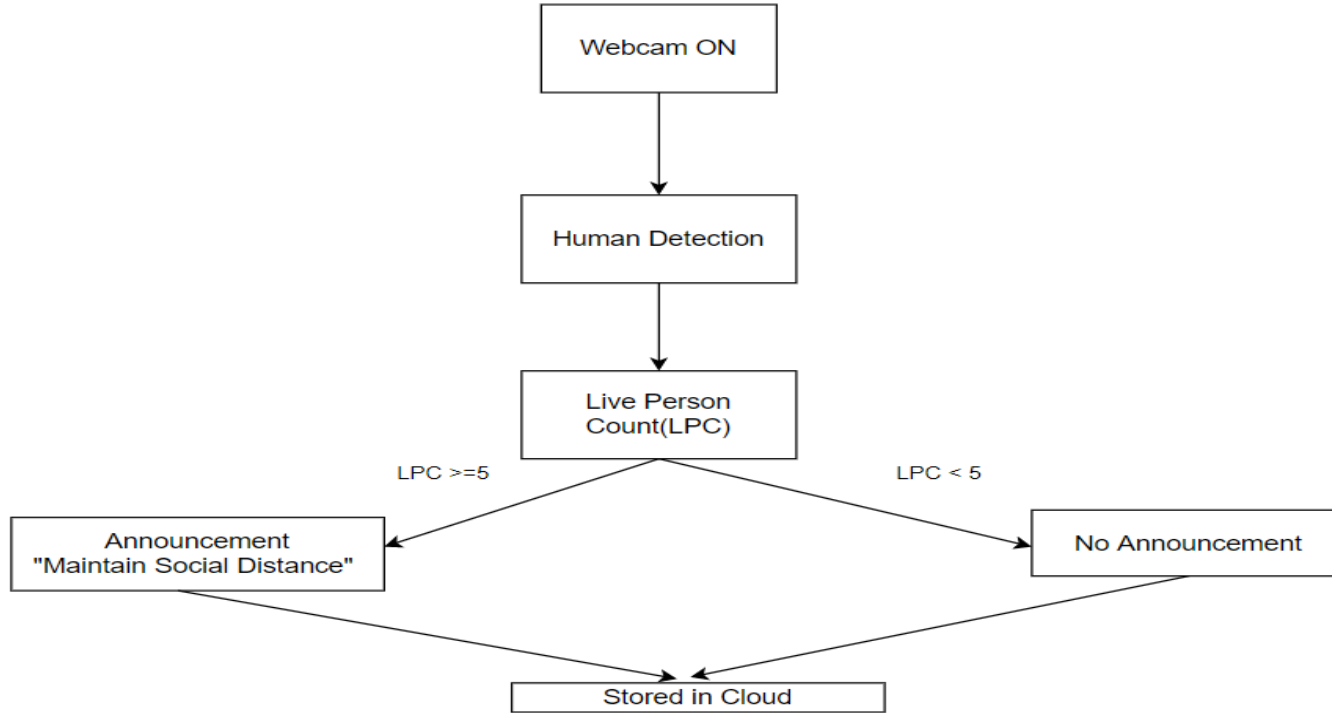 Webcam ON
Human Detection
Live Person
Count(LPC)
LPC >=5
LPC < 5
Announcement
"Maintain Social Distance"
No Announcement
Stored in Cloud